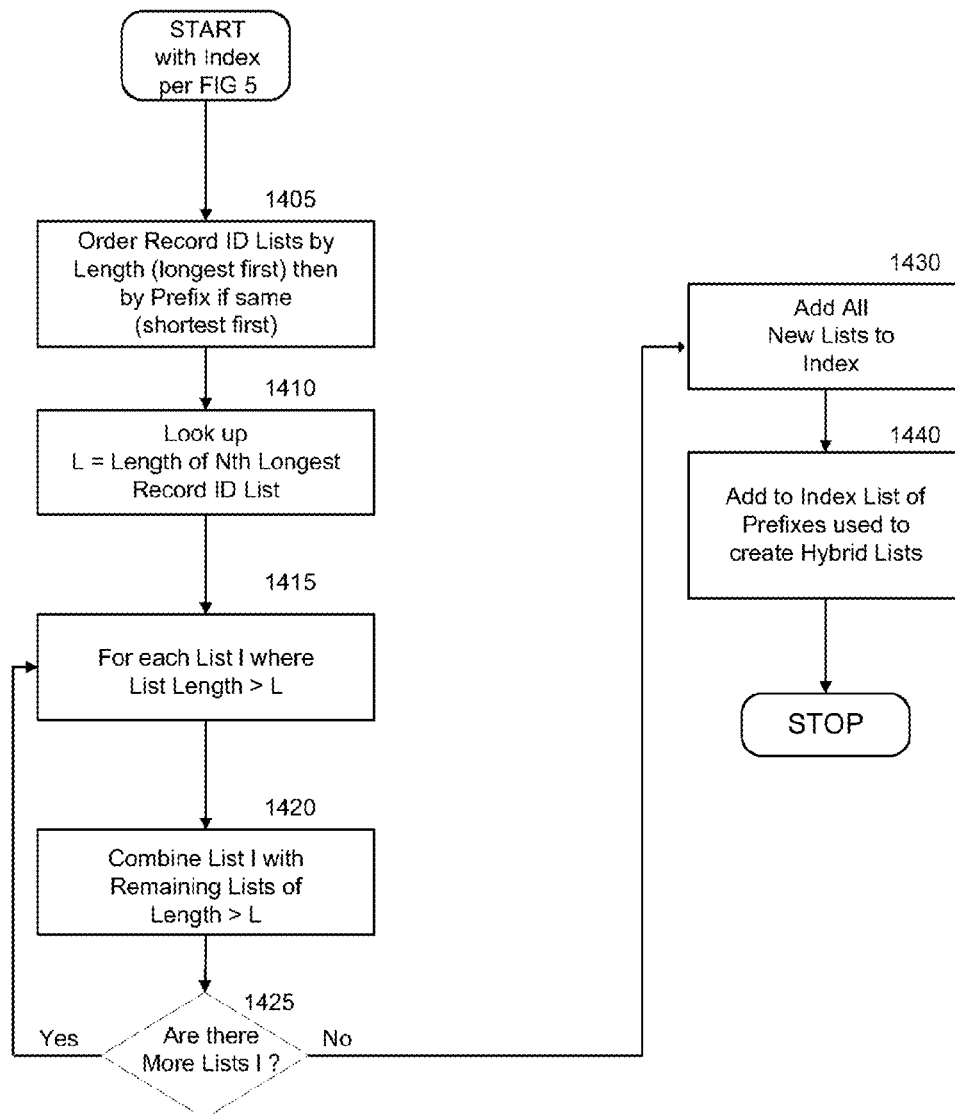 START
with Index
per FIG 5
1405
Order Record ID Lists by
Length (longest first) then
by Prefix if same
(shortest first)
1410
Look up
L = Length of Nth Longest
Record ID List
1415
For each List I where
List Length > L
1420
Combine List I with
Remaining Lists of
Length > L
1425
Are there
More Lists I ?
Yes
No
1430
Add All
New Lists to
Index
1440
Add to Index List of
Prefixes used to
create Hybrid Lists
STOP